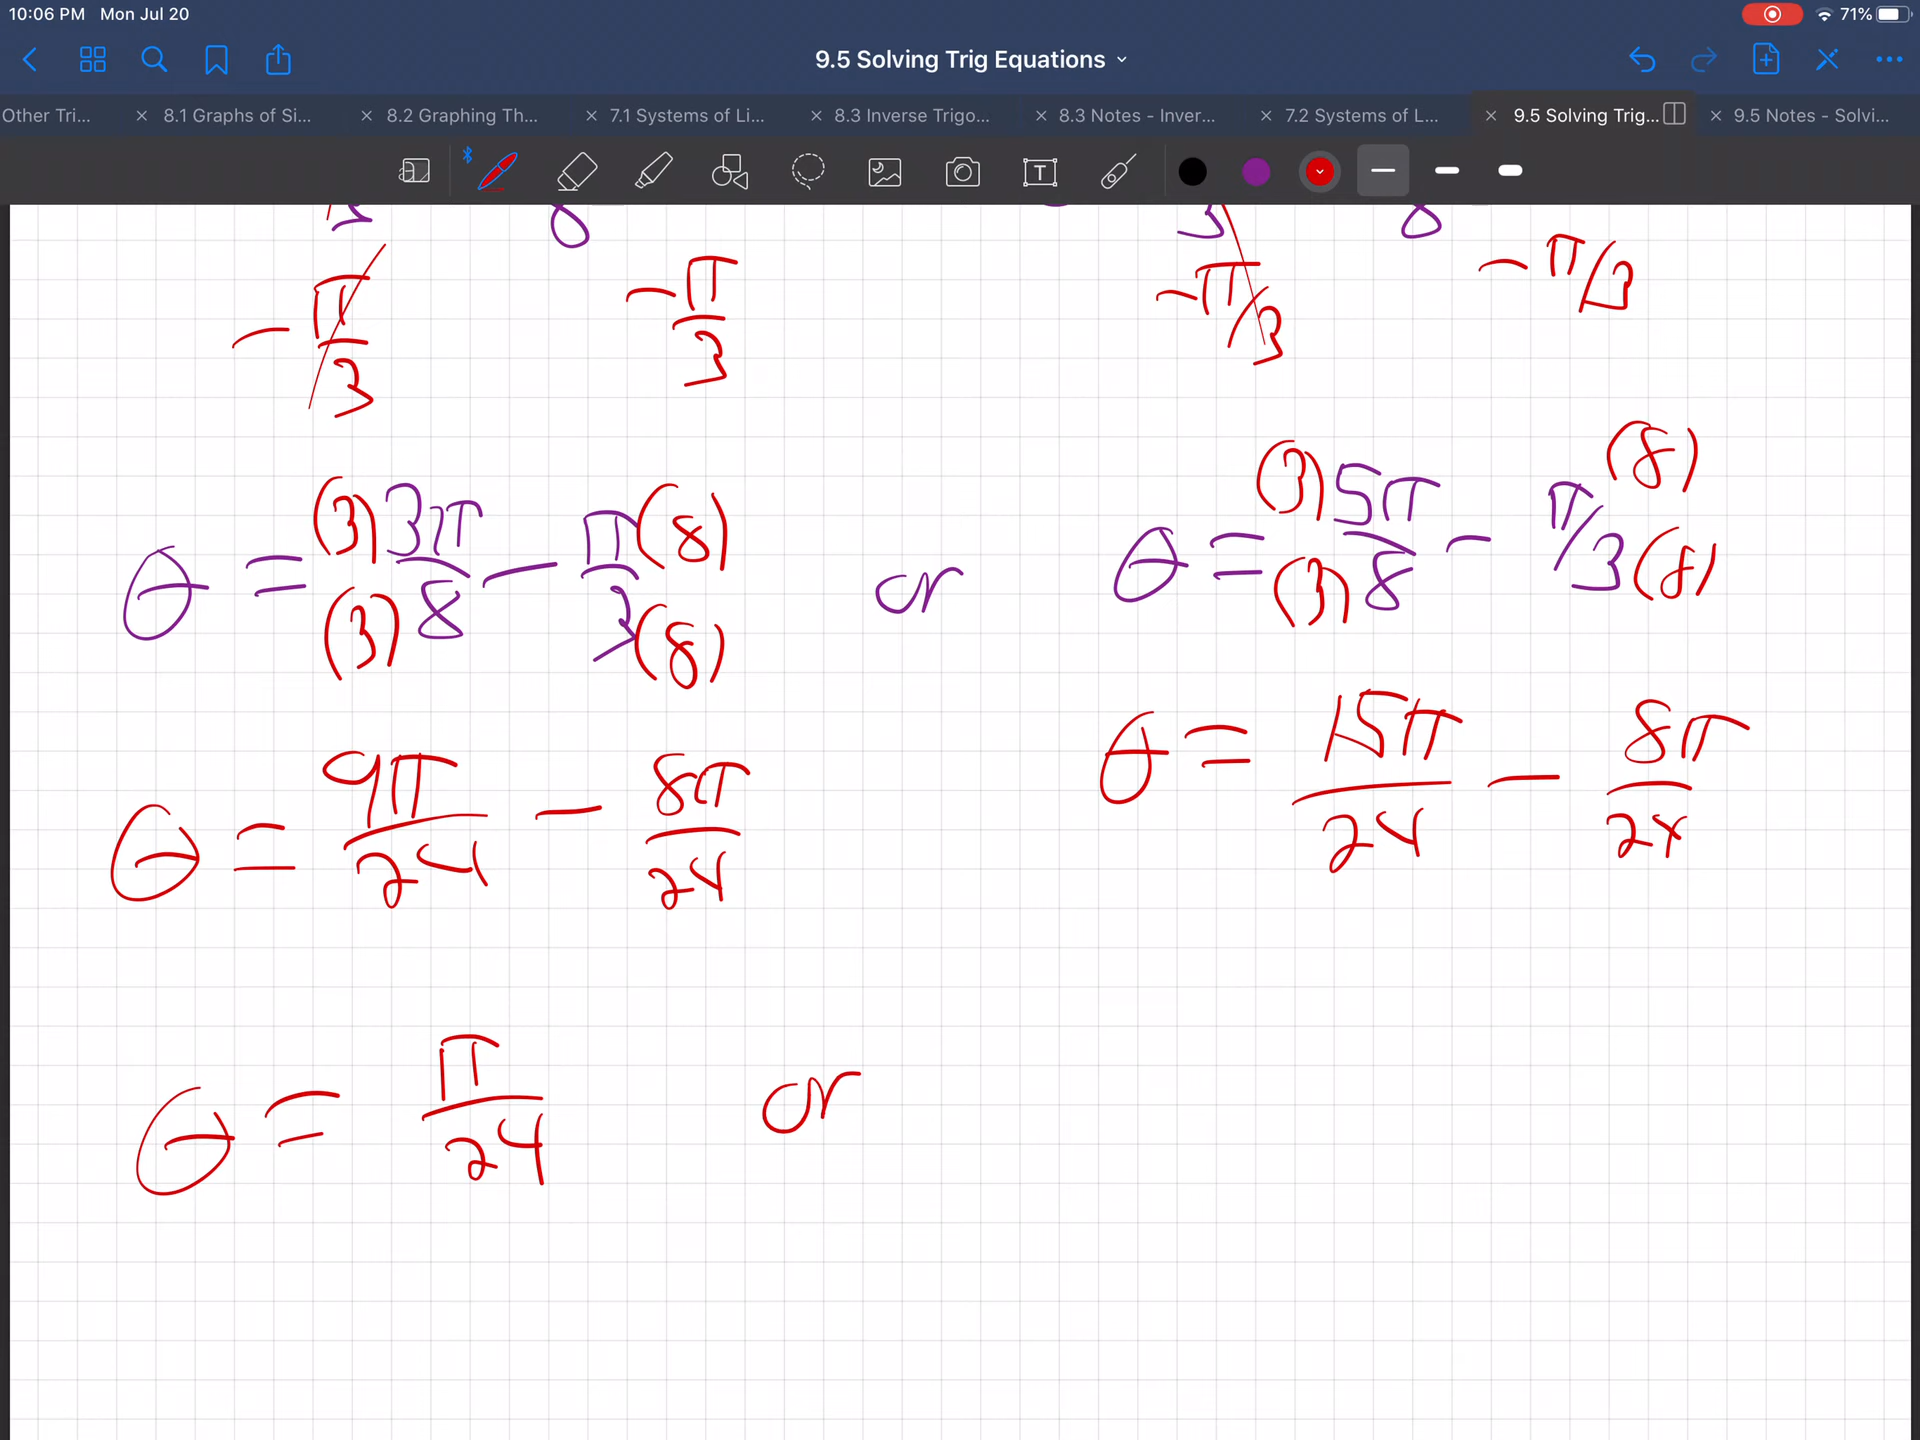 10:06 PM Mon Jul 20
71%
9.5 Solving Trig Equations
Other Tri...
8.1 Graphs of Si...
8.2 Graphing Th...
7.1 Systems of Li...
8.3 Inverse Trigo...
8.3 Notes - Inver...
7.2 Systems of L...
9.5 Solving Trig...
9.5 Notes - Solvi...
T
3 8 3 8
-π/3 -π/3 -π/3 -π/3
θ = (3)3π/(3)8 - π(8)/3(8) or θ = (3)5π/(3)8 - π(8)/3(8)
θ = 9π/24 - 8π/24 θ = 15π/24 - 8π/24
θ = π/24 or